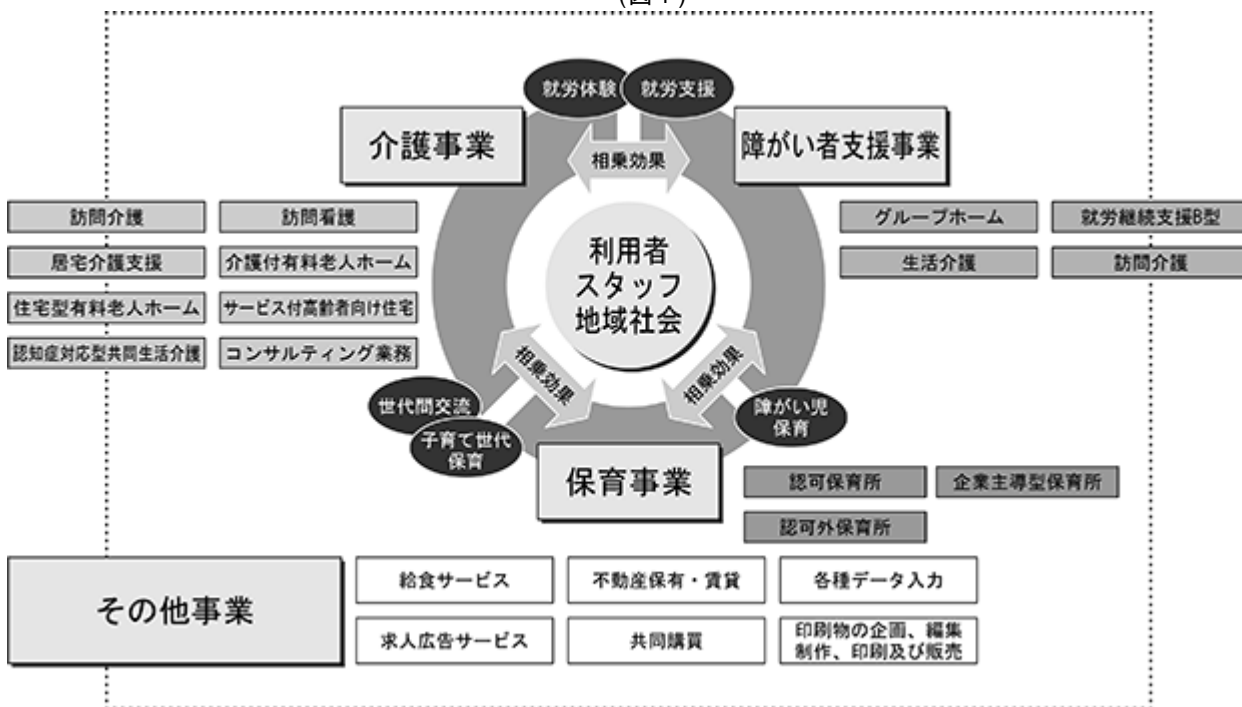 (図1)
就労体験
就労支援
介護事業
障がい者支援事業
相乗効果
訪問介護
訪問看護
居宅介護支援
介護付有料老人ホーム
住宅型有料老人ホーム
サービス付高齢者向け住宅
認知症対応型共同生活介護
コンサルティング業務
利用者
スタッフ
地域社会
グループホーム
就労継続支援B型
生活介護
訪問介護
相乗効果
相乗効果
世代間交流
子育て世代
保育
障がい児
保育
保育事業
認可保育所
企業主導型保育所
認可外保育所
その他事業
給食サービス
不動産保有・賃貸
各種データ入力
求人広告サービス
共同購買
印刷物の企画、編集
制作、印刷及び販売